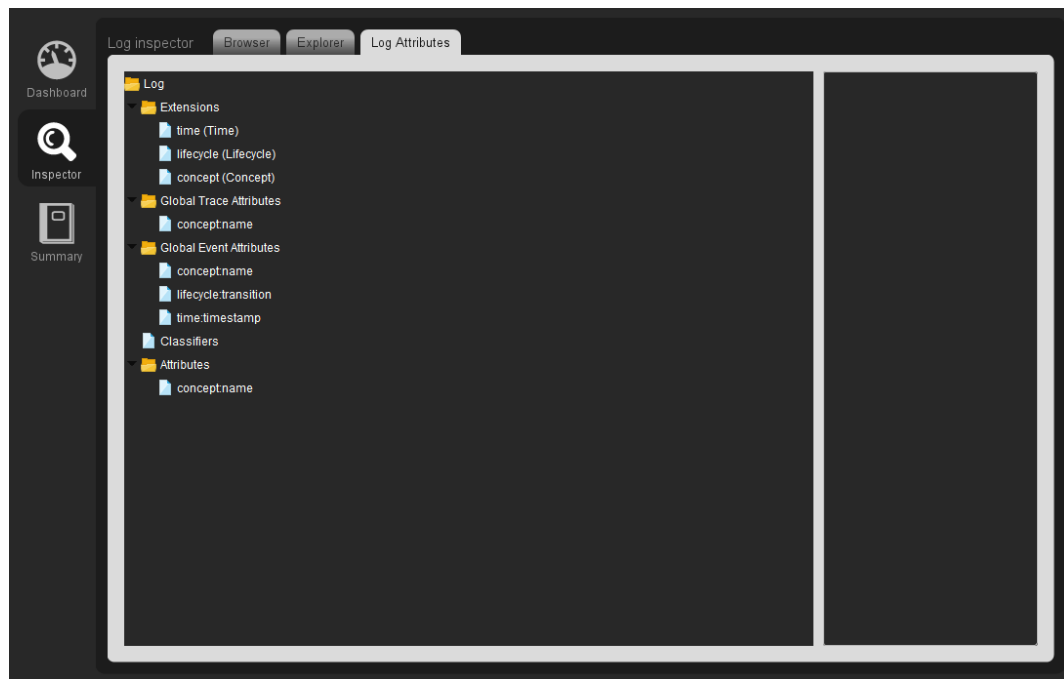 Log inspector Browser Explorer Log Attributes
Dashboard
Inspector
Summary
Log
Extensions
time (Time)
lifecycle (Lifecycle)
concept (Concept)
Global Trace Attributes
concept:name
Global Event Attributes
concept:name
lifecycle:transition
time:timestamp
Classifiers
Attributes
concept:name